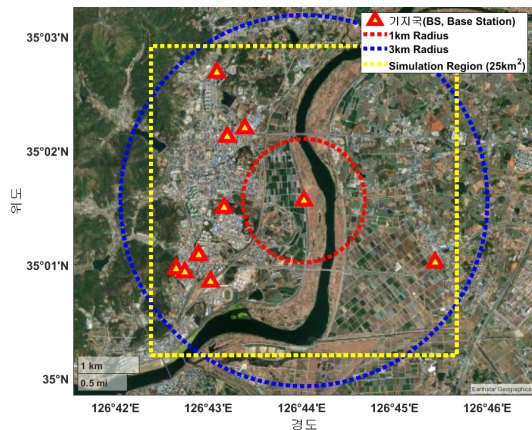 기지국(BS, Base Station)
1km Radius
3km Radius
Simulation Region (25km²)
35°03'N
35°02'N
35°01'N
35°N
위도
1 km
0.5 mi
Earthstar Geographics
126°42'E
126°43'E
126°44'E
126°45'E
126°46'E
경도